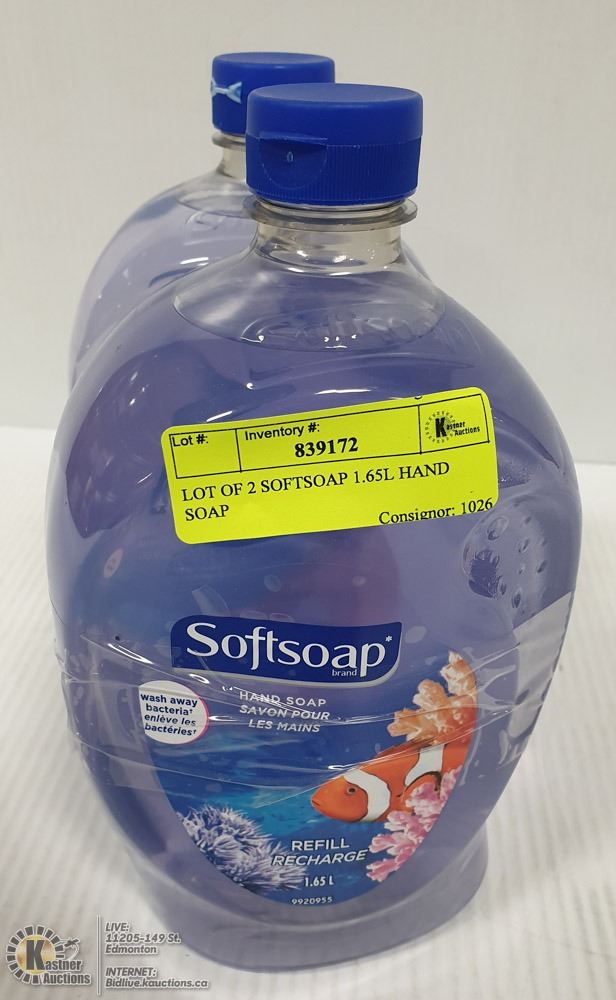 Lot #:
Inventory #:
839172
Kastner
Auctions
LOT OF 2 SOFTSOAP 1.65L HAND
SOAP
Consignor: 1026
Softsoap*
brand
HAND SOAP
SAVON POUR
LES MAINS
wash away
bacteria†
enlève les
bactéries†
REFILL
RECHARGE
1.65 L
9920955
Kastner
Auctions
LIVE:
11205-149 St.
Edmonton
INTERNET:
Bidlive.kauctions.ca